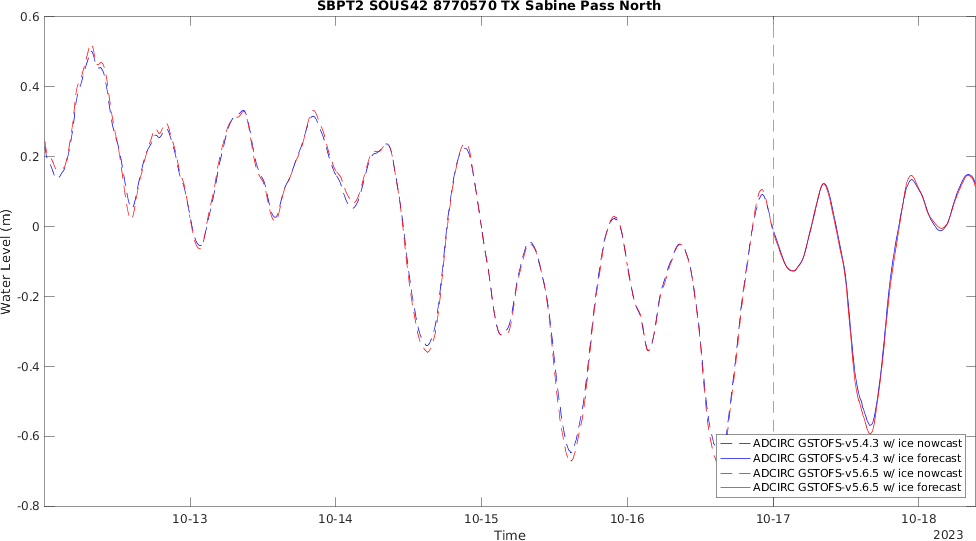 SBPT2 SOUS42 8770570 TX Sabine Pass North
0.6
0.4
0.2
0
-0.2
-0.4
-0.6
-0.8
Water Level (m)
ADCIRC GSTOFS-v5.4.3 w/ ice nowcast
ADCIRC GSTOFS-v5.4.3 w/ ice forecast
ADCIRC GSTOFS-v5.6.5 w/ ice nowcast
ADCIRC GSTOFS-v5.6.5 w/ ice forecast
10-13 10-14 10-15 10-16 10-17 10-18
Time
2023